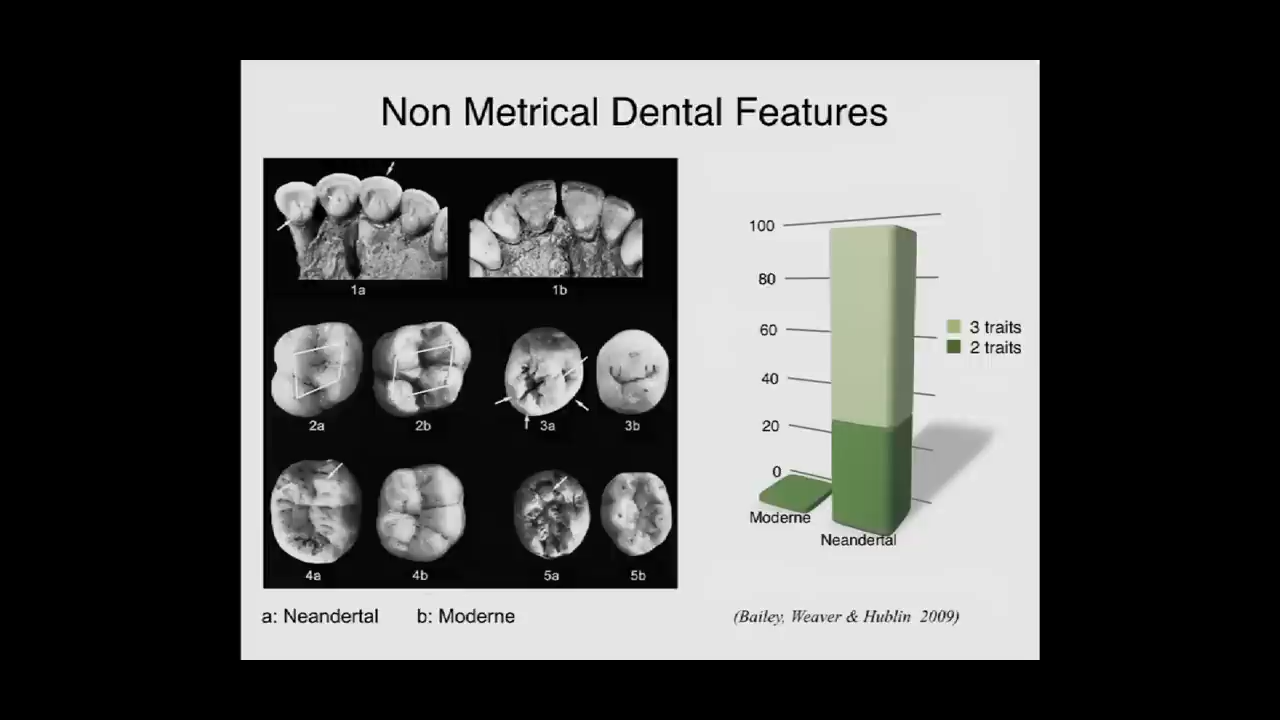 Non Metrical Dental Features
1a
1b
2a
2b
3a
3b
4a
4b
5a
5b
a: Neandertal b: Moderne
100
80
60
40
20
0
Moderne
Neandertal
3 traits
2 traits
(Bailey, Weaver & Hublin 2009)